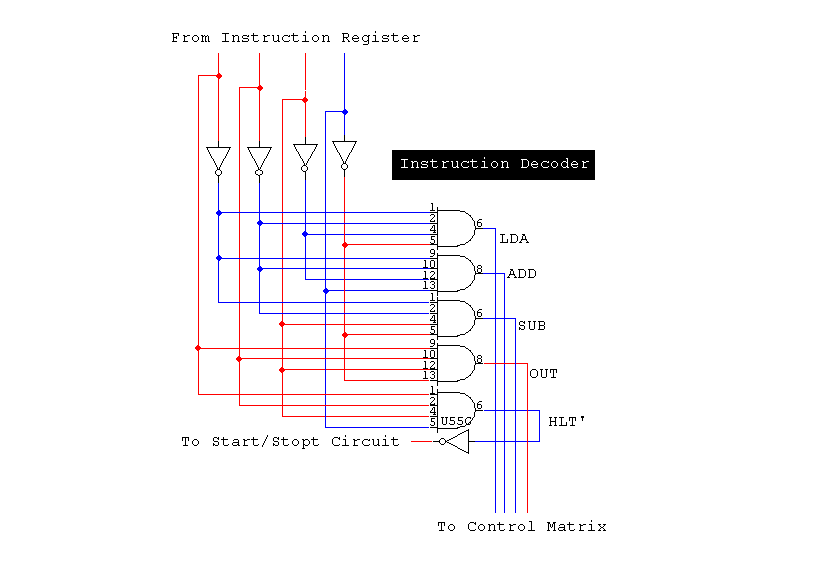 From Instruction Register
Instruction Decoder
1
2
4
5
6
LDA
9
10
12
13
8
ADD
1
2
4
5
6
SUB
9
10
12
13
8
OUT
1
2
4
5
6
U55C
HLT'
To Start/Stopt Circuit
To Control Matrix